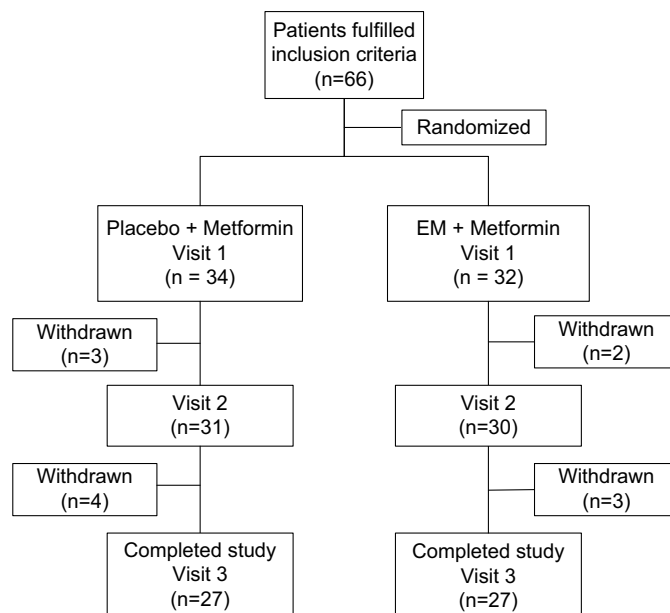 Patients fulfilled
inclusion criteria
(n=66)
Randomized
Placebo + Metformin
Visit 1
(n = 34)
EM + Metformin
Visit 1
(n = 32)
Withdrawn
(n=3)
Withdrawn
(n=2)
Visit 2
(n=31)
Visit 2
(n=30)
Withdrawn
(n=4)
Withdrawn
(n=3)
Completed study
Visit 3
(n=27)
Completed study
Visit 3
(n=27)